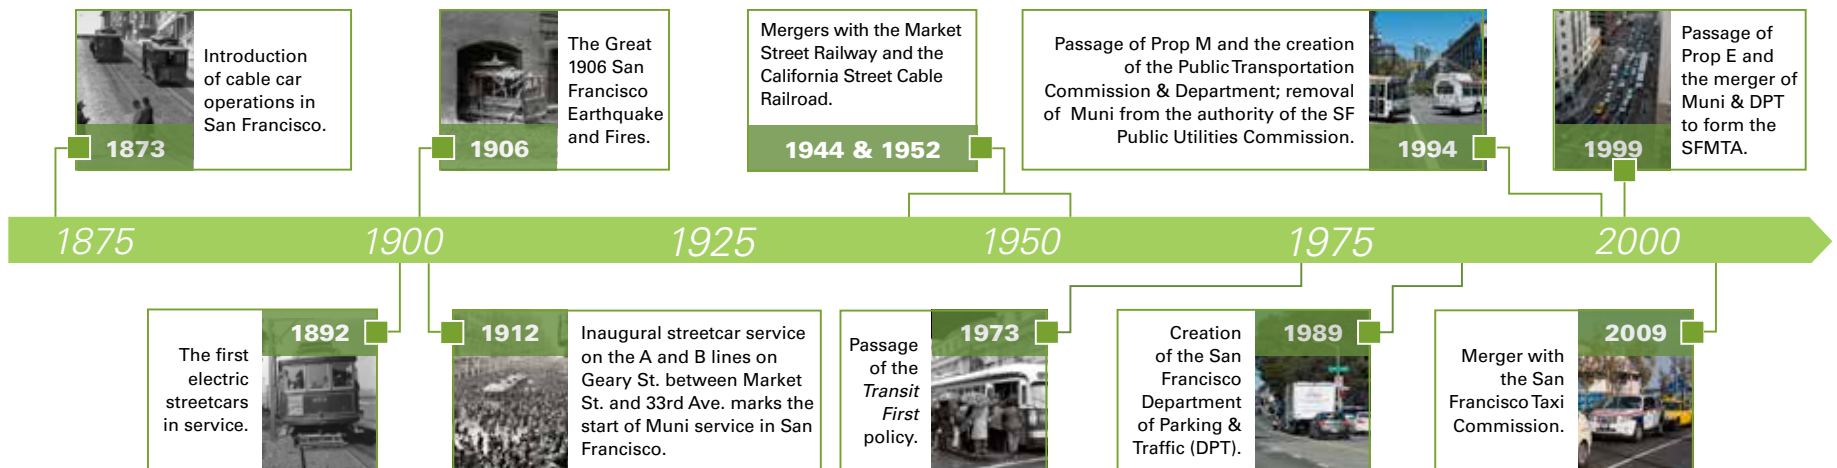 Introduction
of cable car
operations in
San Francisco.
1873
The Great
1906 San
Francisco
Earthquake
and Fires.
1906
Mergers with the Market
Street Railway and the
California Street Cable
Railroad.
1944 & 1952
Passage of Prop M and the creation
of the Public Transportation
Commission & Department; removal
of Muni from the authority of the SF
Public Utilities Commission.
1994
Passage of
Prop E and
the merger of
Muni & DPT
to form the
SFMTA.
1999
1875 1900 1925 1950 1975 2000
The first
electric
streetcars
in service.
1892
1912
Inaugural streetcar service
on the A and B lines on
Geary St. between Market
St. and 33rd Ave. marks the
start of Muni service in San
Francisco.
Passage
of the
Transit
First
policy.
1973
Creation
of the San
Francisco
Department
of Parking &
Traffic (DPT).
1989
Merger with
the San
Francisco Taxi
Commission.
2009